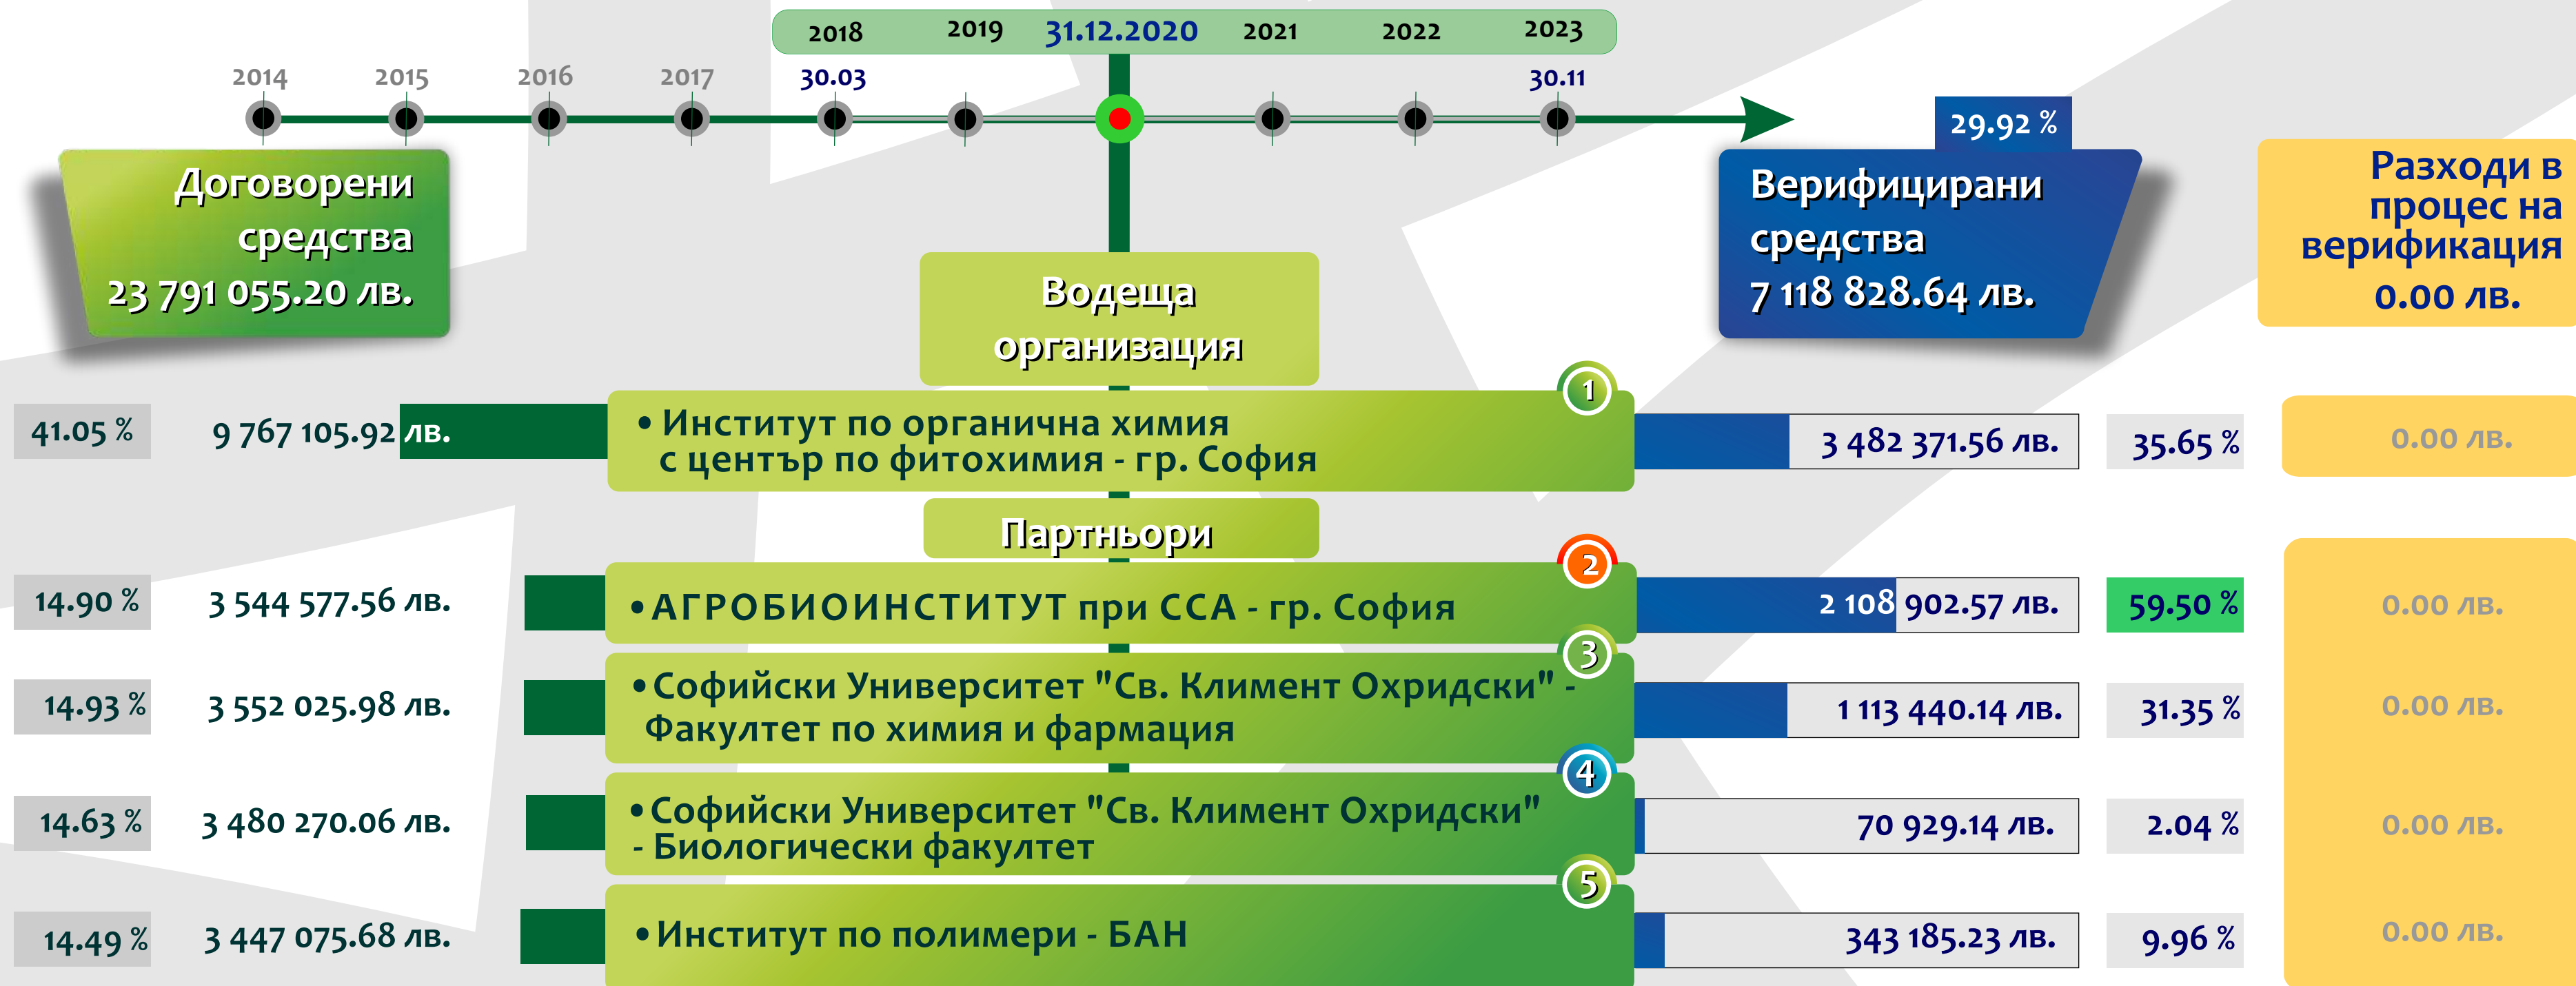 2018 2019 31.12.2020 2021 2022 2023
2014 2015 2016 2017 30.03 30.11
29.92 %
Договорени
средства
23 791 055.20 лв.
Верифицирани
средства
7 118 828.64 лв.
Разходи в
процес на
верификация
0.00 лв.
Водеща
организация
1
41.05 % 9 767 105.92 лв. • Институт по органична химия
с център по фитохимия - гр. София 3 482 371.56 лв. 35.65 % 0.00 лв.
Партньори
2
14.90 % 3 544 577.56 лв. •АГРОБИОИНСТИТУТ при ССА - гр. София 2 108 902.57 лв. 59.50 % 0.00 лв.
3
14.93 % 3 552 025.98 лв. •Софийски Университет "Св. Климент Охридски" -
Факултет по химия и фармация 1 113 440.14 лв. 31.35 % 0.00 лв.
4
14.63 % 3 480 270.06 лв. •Софийски Университет "Св. Климент Охридски"
- Биологически факултет 70 929.14 лв. 2.04 % 0.00 лв.
5
14.49 % 3 447 075.68 лв. •Институт по полимери - БАН 343 185.23 лв. 9.96 % 0.00 лв.